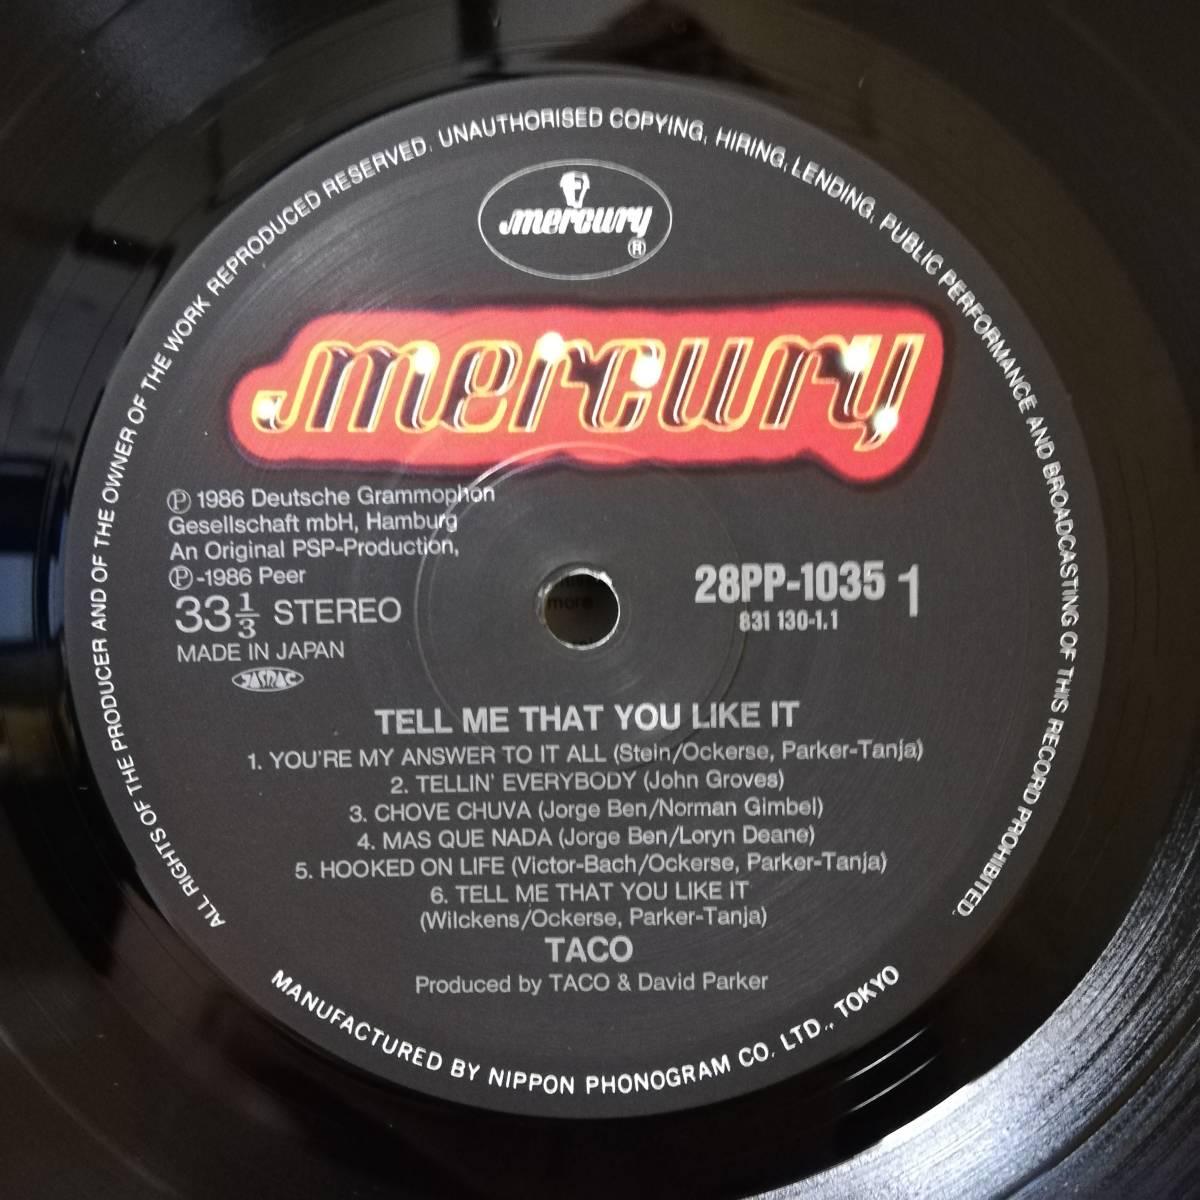 ALL RIGHTS OF THE PRODUCER AND OF THE OWNER OF THE WORK REPRODUCED RESERVED. UNAUTHORISED COPYING, HIRING, LENDING, PUBLIC PERFORMANCE AND BROADCASTING OF THIS RECORD PROHIBITED.
mercury
®
mercury
℗ 1986 Deutsche Grammophon
Gesellschaft mbH, Hamburg
An Original PSP-Production,
℗-1986 Peer
33 1/3 STEREO
MADE IN JAPAN
JASRAC
28PP-1035 1
831 130-1.1
more
TELL ME THAT YOU LIKE IT
1. YOU'RE MY ANSWER TO IT ALL (Stein/Ockerse, Parker-Tanja)
2. TELLIN' EVERYBODY (John Groves)
3. CHOVE CHUVA (Jorge Ben/Norman Gimbel)
4. MAS QUE NADA (Jorge Ben/Loryn Deane)
5. HOOKED ON LIFE (Victor-Bach/Ockerse, Parker-Tanja)
6. TELL ME THAT YOU LIKE IT
(Wilckens/Ockerse, Parker-Tanja)
TACO
Produced by TACO & David Parker
MANUFACTURED BY NIPPON PHONOGRAM CO. LTD., TOKYO